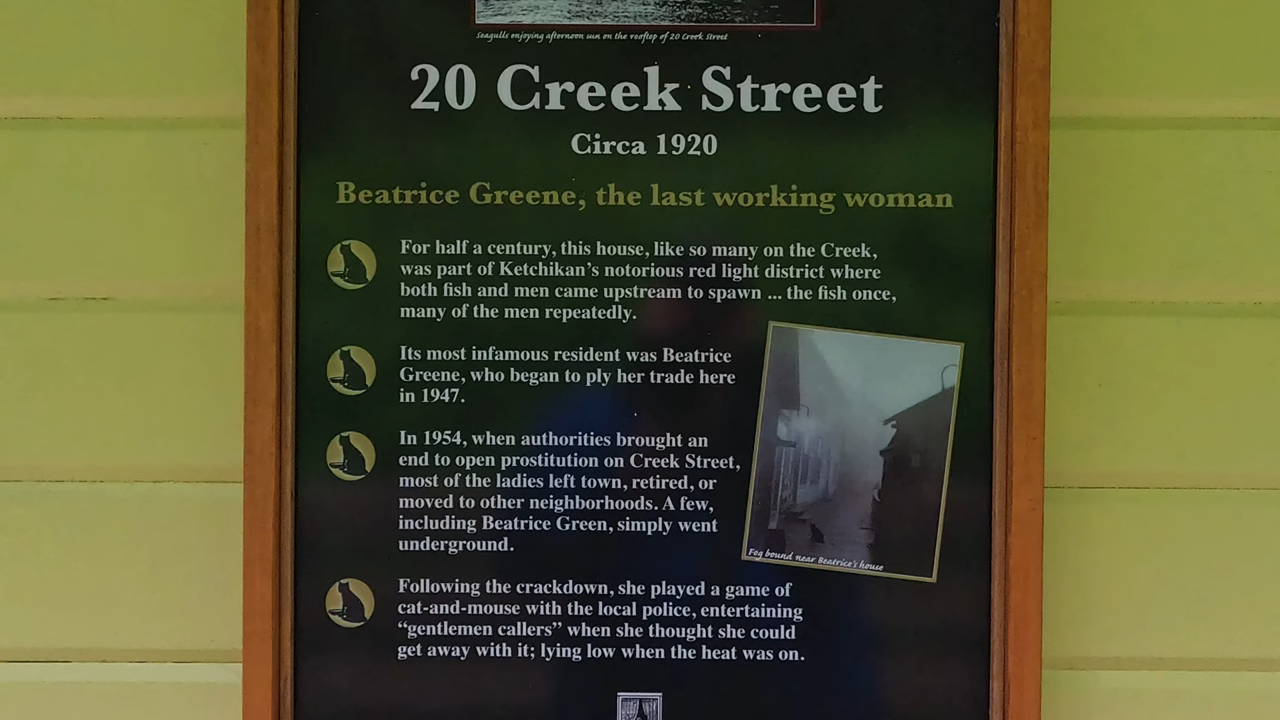 Seagulls enjoying afternoon sun on the rooftop of 20 Creek Street
20 Creek Street
Circa 1920
Beatrice Greene, the last working woman
For half a century, this house, like so many on the Creek,
was part of Ketchikan's notorious red light district where
both fish and men came upstream to spawn ... the fish once,
many of the men repeatedly.
Its most infamous resident was Beatrice
Greene, who began to ply her trade here
in 1947.
In 1954, when authorities brought an
end to open prostitution on Creek Street,
most of the ladies left town, retired, or
moved to other neighborhoods. A few,
including Beatrice Green, simply went
underground.
Fog bound near Beatrice's house
Following the crackdown, she played a game of
cat-and-mouse with the local police, entertaining
“gentlemen callers” when she thought she could
get away with it; lying low when the heat was on.